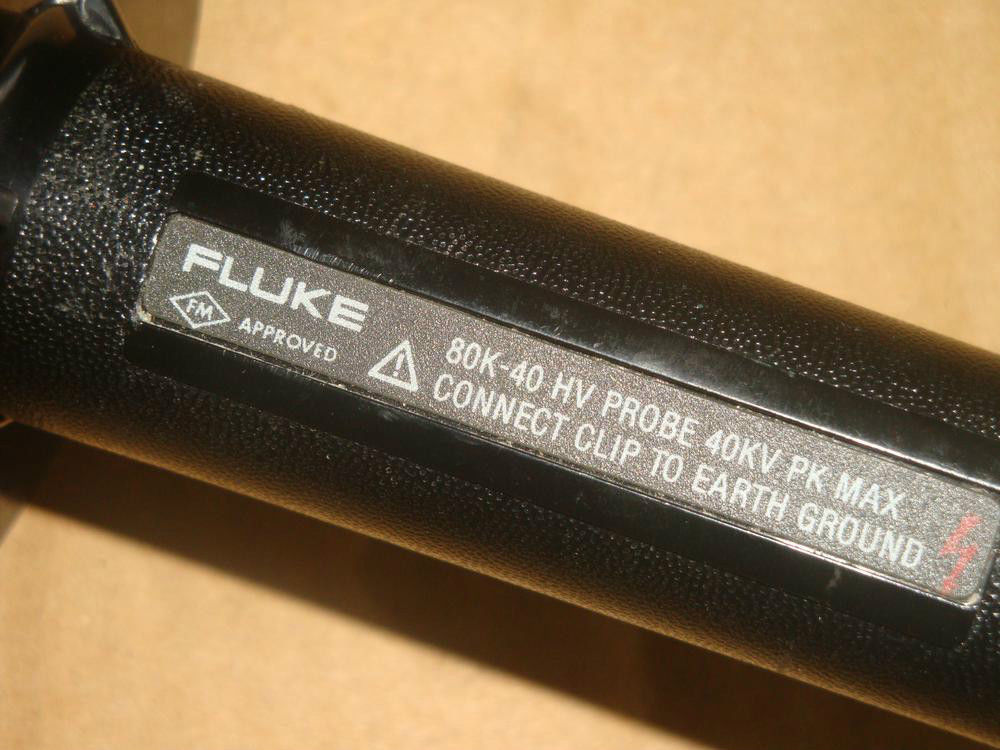 FLUKE
FM APPROVED
80K-40 HV PROBE 40KV PK MAX
CONNECT CLIP TO EARTH GROUND